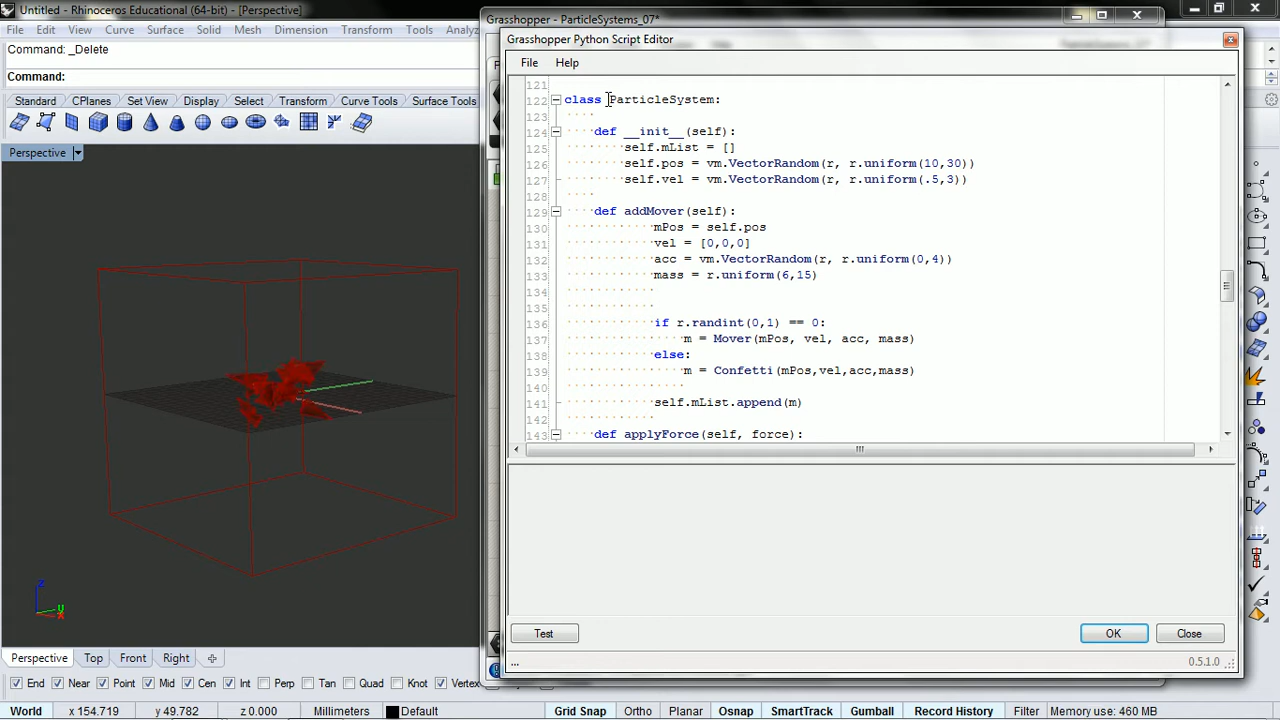 Untitled - Rhinoceros Educational (64-bit) - [Perspective]
File Edit View Curve Surface Solid Mesh Dimension Transform Tools Analyz
Command: _Delete
Command:
Standard CPlanes Set View Display Select Transform Curve Tools Surface Tools
Perspective
Grasshopper - ParticleSystems_07*
Grasshopper Python Script Editor
File Help
121
122 class ParticleSystem:
123
124 def __init__(self):
125 self.mList = []
126 self.pos = vm.VectorRandom(r, r.uniform(10,30))
127 self.vel = vm.VectorRandom(r, r.uniform(.5,3))
128
129 def addMover(self):
130 mPos = self.pos
131 vel = [0,0,0]
132 acc = vm.VectorRandom(r, r.uniform(0,4))
133 mass = r.uniform(6,15)
134
135
136 if r.randint(0,1) == 0:
137 m = Mover(mPos, vel, acc, mass)
138 else:
139 m = Confetti(mPos,vel,acc,mass)
140
141 self.mList.append(m)
142
143 def applyForce(self, force):
Test OK Close
... 0.5.1.0
z
y
x
Perspective Top Front Right
End Near Point Mid Cen Int Perp Tan Quad Knot Vertex
World x 154.719 y 49.782 z 0.000 Millimeters Default Grid Snap Ortho Planar Osnap SmartTrack Gumball Record History Filter Memory use: 460 MB